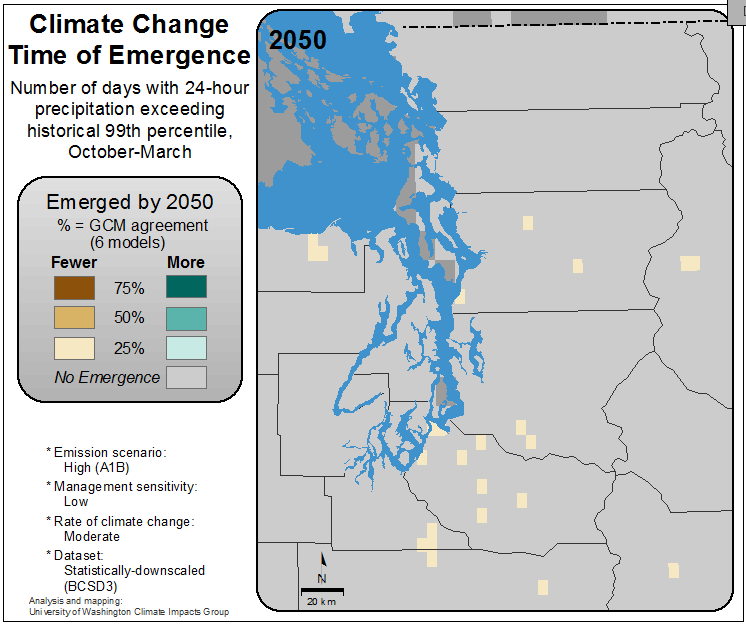 Climate Change
Time of Emergence
Number of days with 24-hour
precipitation exceeding
historical 99th percentile,
October-March
Emerged by 2050
% = GCM agreement
(6 models)
Fewer More
75%
50%
25%
No Emergence
* Emission scenario:
High (A1B)
* Management sensitivity:
Low
* Rate of climate change:
Moderate
* Dataset:
Statistically-downscaled
(BCSD3)
Analysis and mapping:
University of Washington Climate Impacts Group
2050
N
20 km